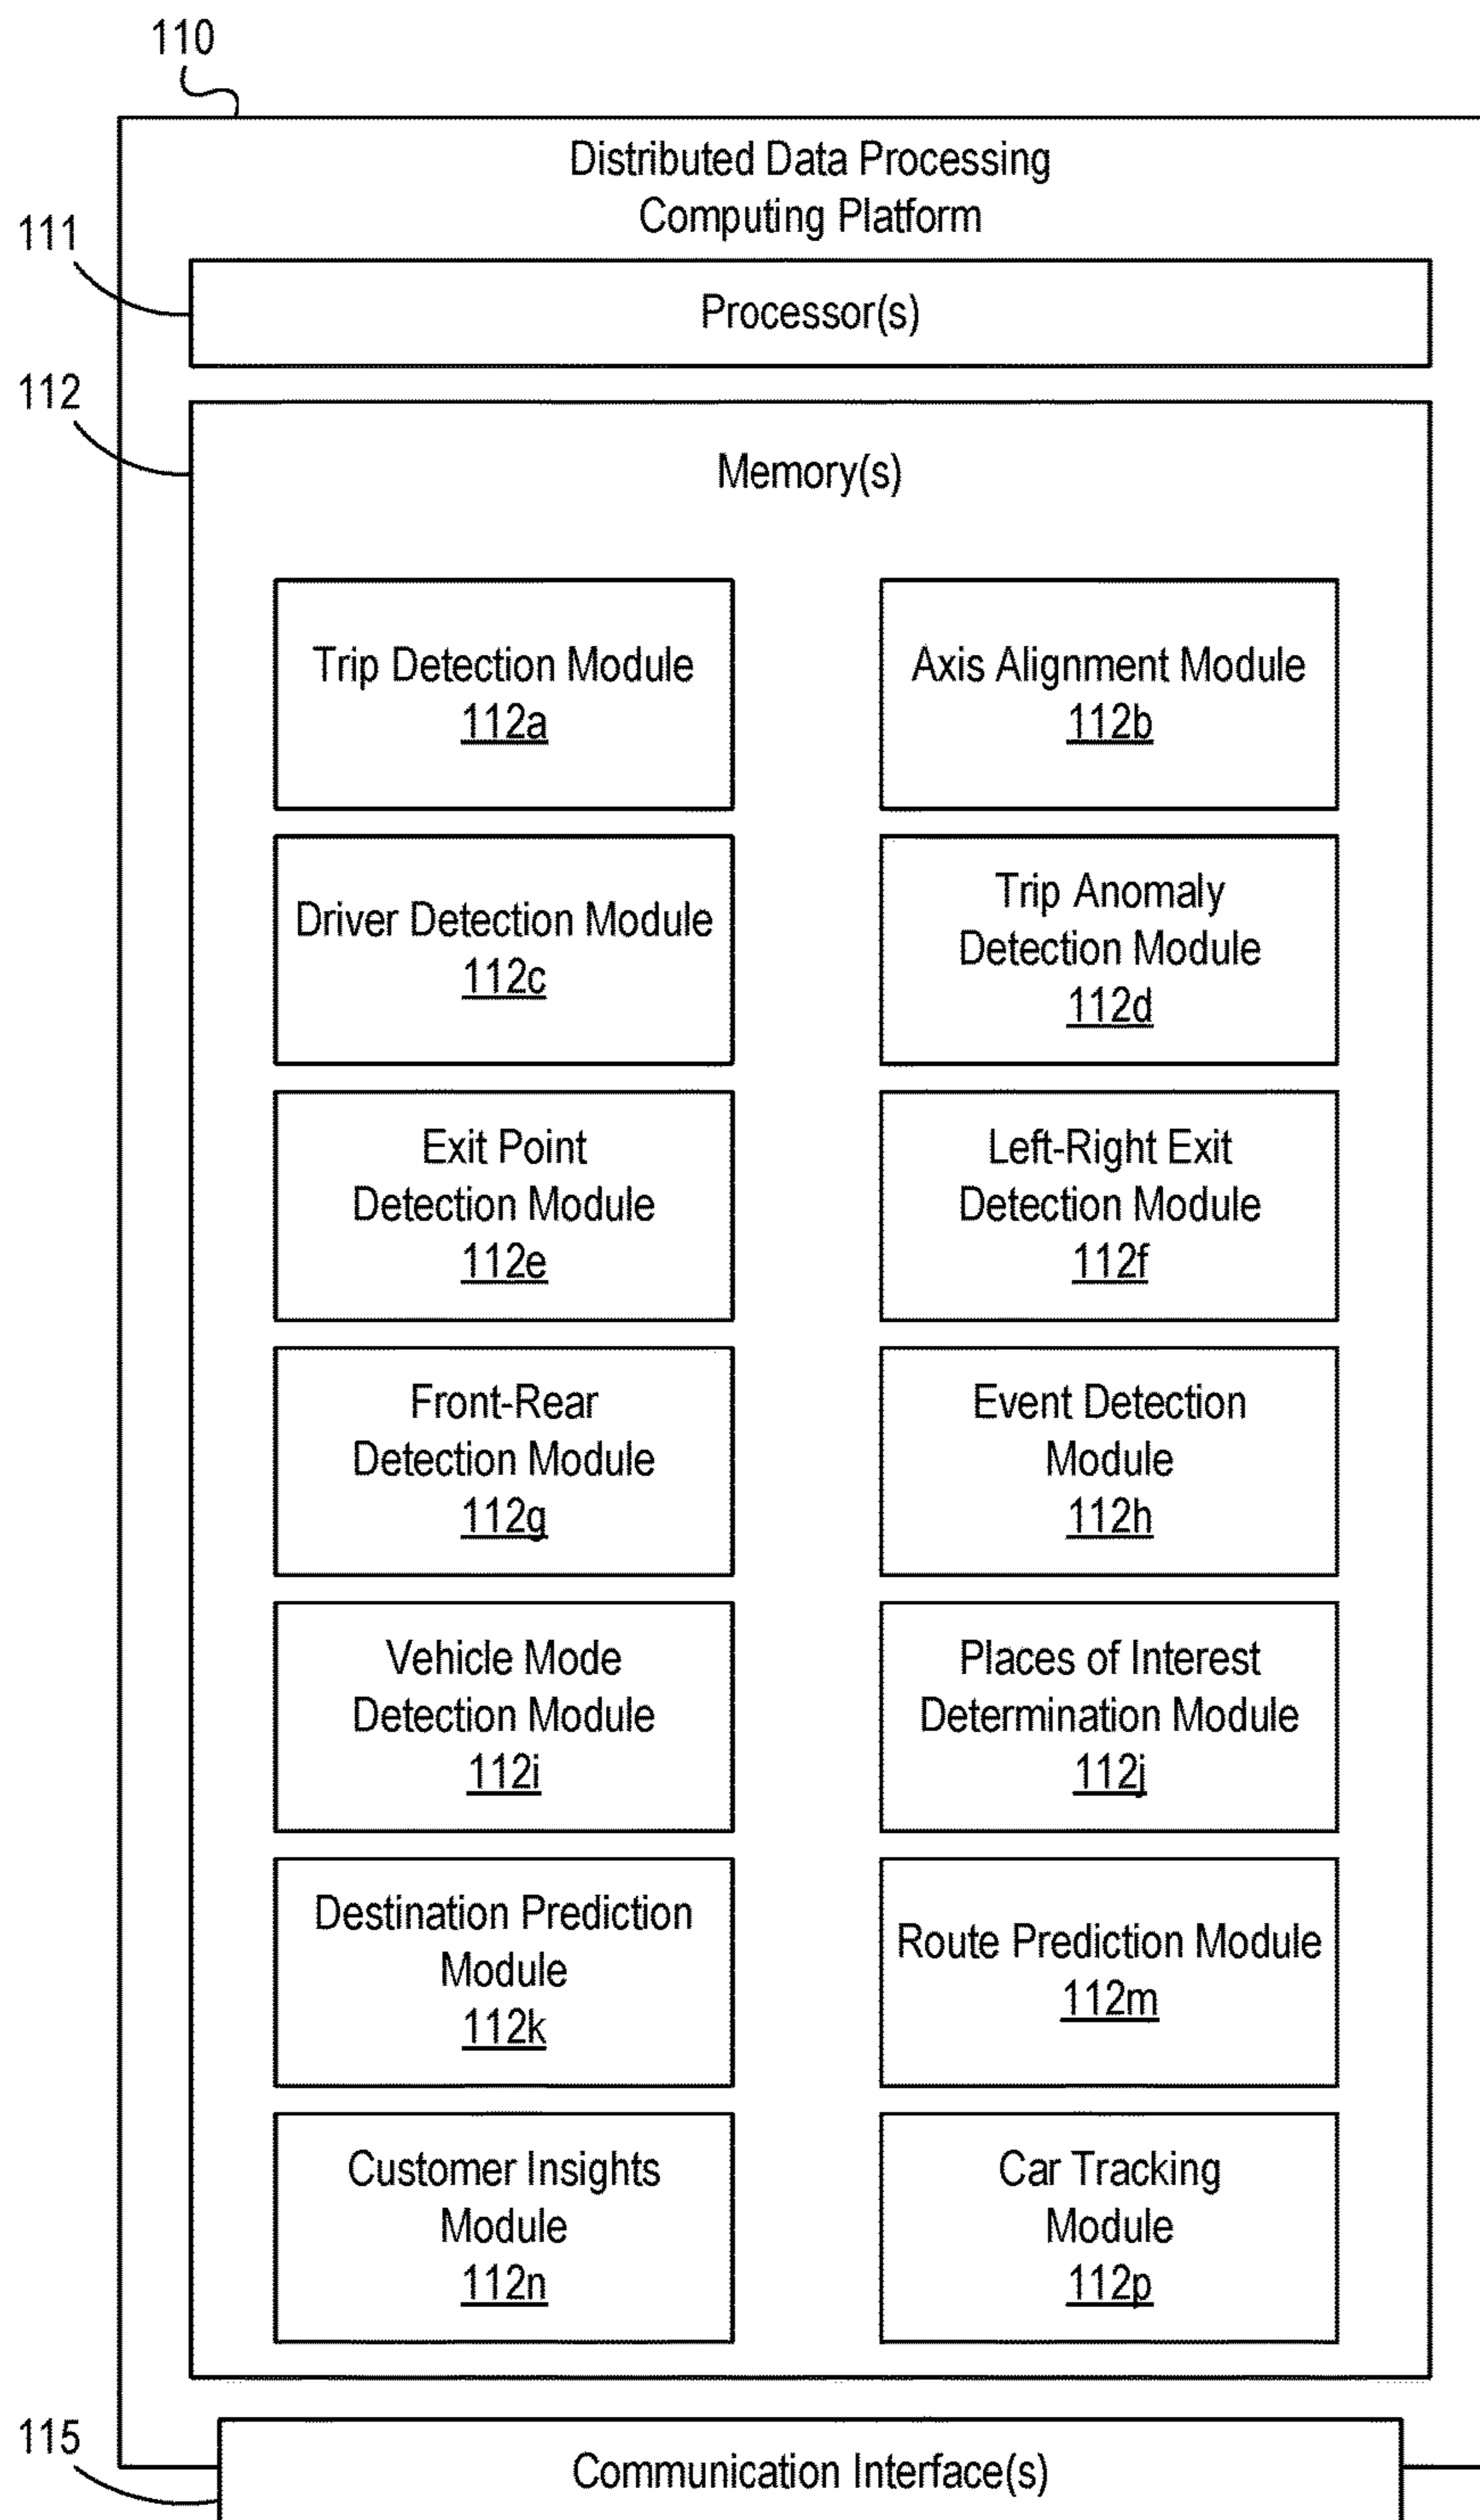 110
Distributed Data Processing
Computing Platform
111
Processor(s)
112
Memory(s)
Trip Detection Module
112a
Axis Alignment Module
112b
Driver Detection Module
112c
Trip Anomaly
Detection Module
112d
Exit Point
Detection Module
112e
Left-Right Exit
Detection Module
112f
Front-Rear
Detection Module
112g
Event Detection
Module
112h
Vehicle Mode
Detection Module
112i
Places of Interest
Determination Module
112j
Destination Prediction
Module
112k
Route Prediction Module
112m
Customer Insights
Module
112n
Car Tracking
Module
112p
115
Communication Interface(s)